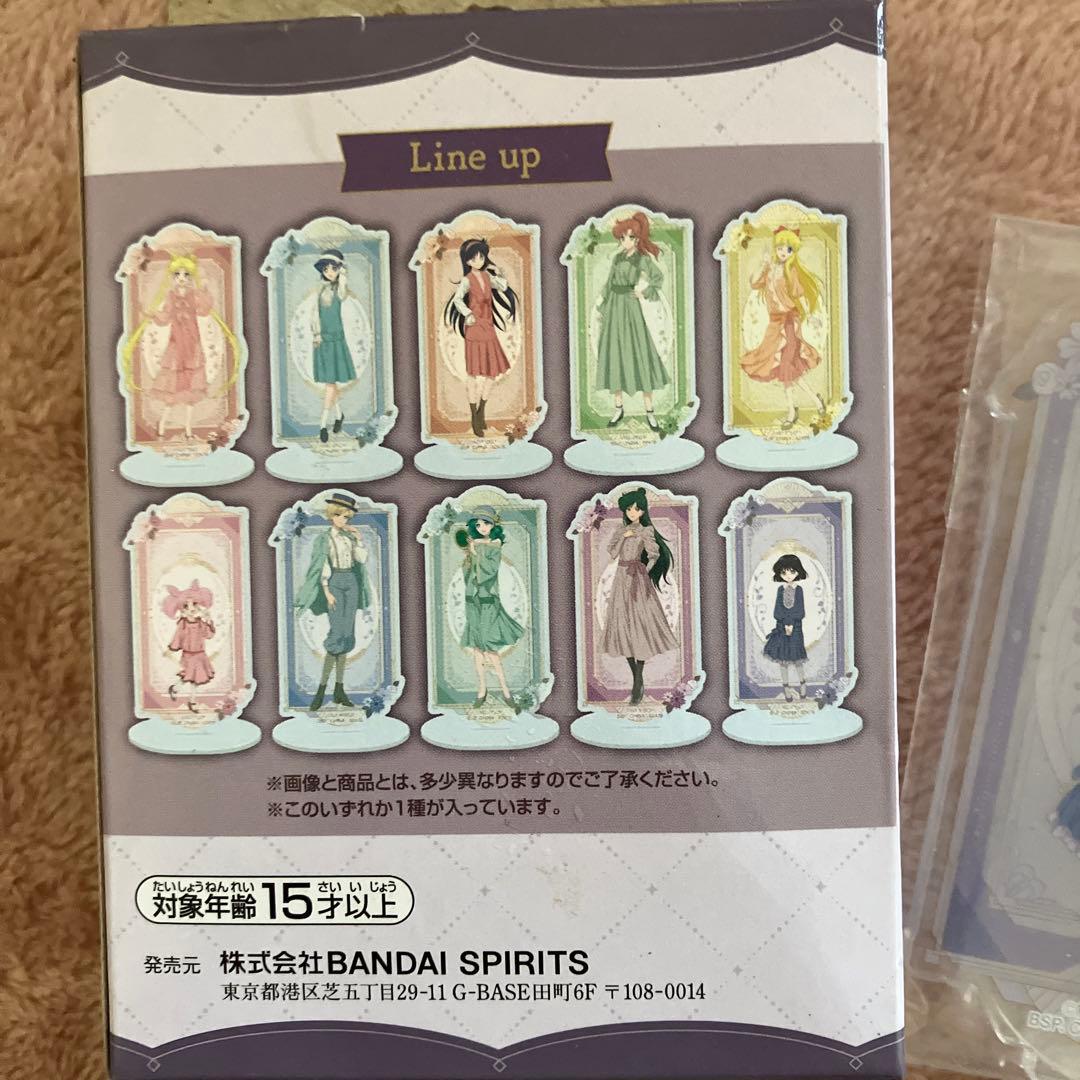 Line up
※画像と商品とは、多少異なりますのでご了承ください。
※このいずれか1種が入っています。
たいしょうねんれい さい い じょう
対象年齢15才以上
発売元 株式会社BANDAI SPIRITS
東京都港区芝五丁目29-11 G-BASE田町6F 〒108-0014
BSP